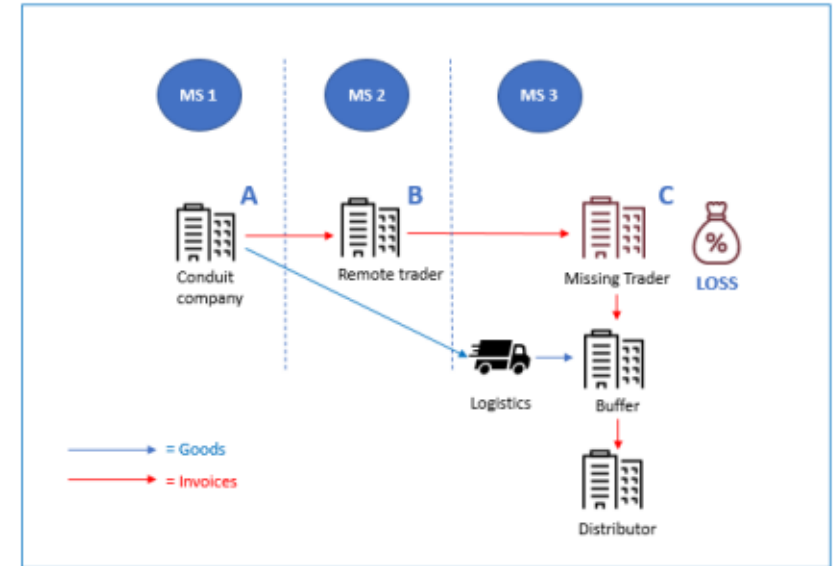 MS 1
MS 2
MS 3
A
B
C
Conduit
company
Remote trader
Missing Trader
%
LOSS
Logistics
Buffer
= Goods
= Invoices
Distributor